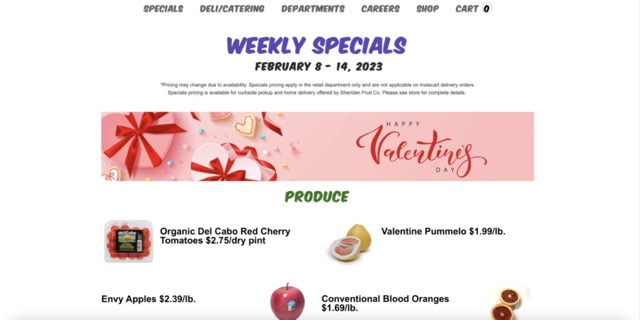 SPECIALS DELI/CATERING DEPARTMENTS CAREERS SHOP CART 0
WEEKLY SPECIALS
FEBRUARY 8 - 14, 2023
*Pricing may change due to availability. Specials pricing apply in the retail department only and are not applicable on Instacart delivery orders.
Specials pricing is available for curbside pickup and home delivery offered by Sheridan Fruit Co. Please see store for complete details.
HAPPY
Valentine's
DAY
PRODUCE
Organic Del Cabo Red Cherry
Tomatoes $2.75/dry pint
Valentine Pummelo $1.99/lb.
Envy Apples $2.39/lb.
Conventional Blood Oranges
$1.69/lb.